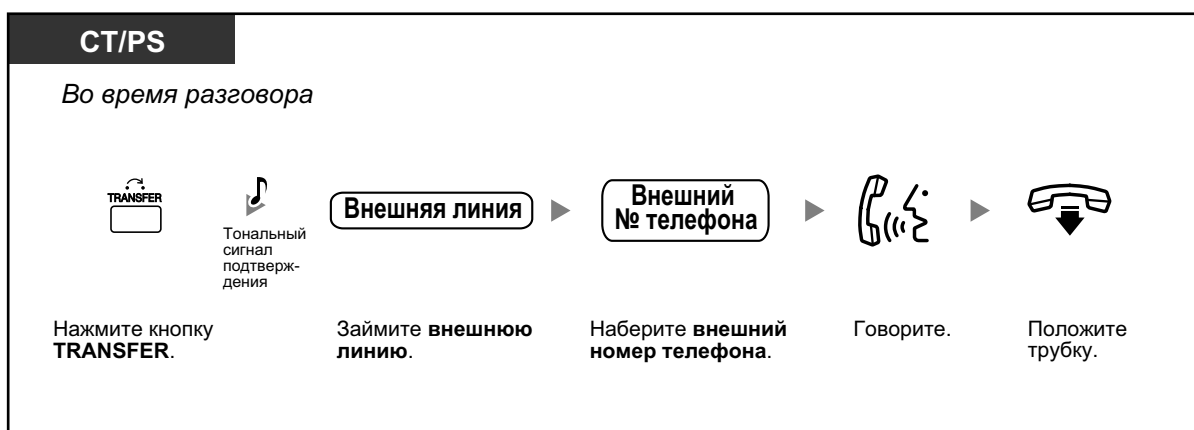 CT/PS
Во время разговора
TRANSFER
Тональный
сигнал
подтверж-
дения
Внешняя линия
Внешний
№ телефона
Нажмите кнопку
TRANSFER.
Займите внешнюю
линию.
Наберите внешний
номер телефона.
Говорите.
Положите
трубку.